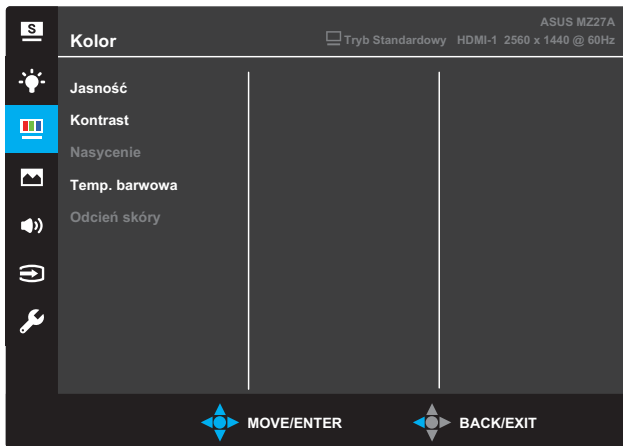 S
ASUS MZ27A
Kolor
Tryb Standardowy HDMI-1 2560 x 1440 @ 60Hz
Jasność
Kontrast
Nasycenie
Temp. barwowa
Odcień skóry
MOVE/ENTER
BACK/EXIT